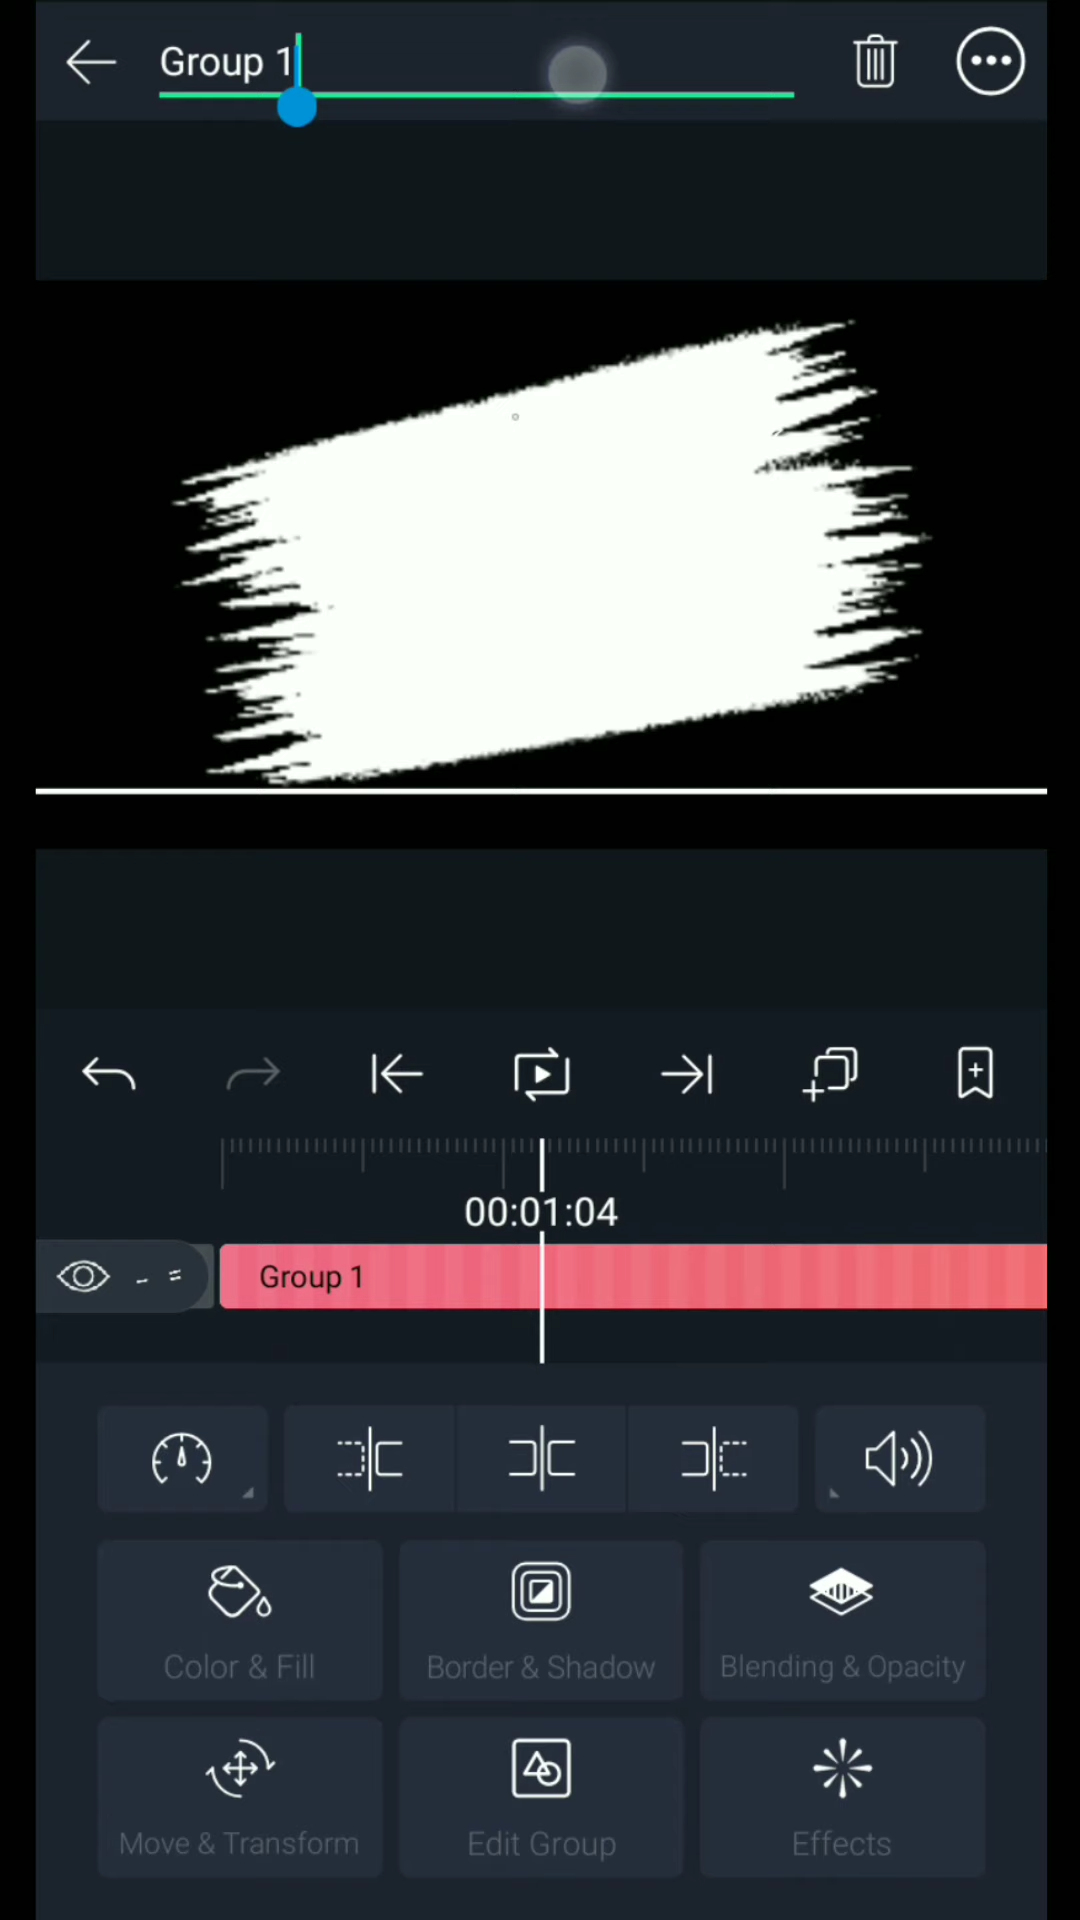 Group 1
00:01:04
Group 1
Color & Fill
Border & Shadow
Blending & Opacity
Move & Transform
Edit Group
Effects